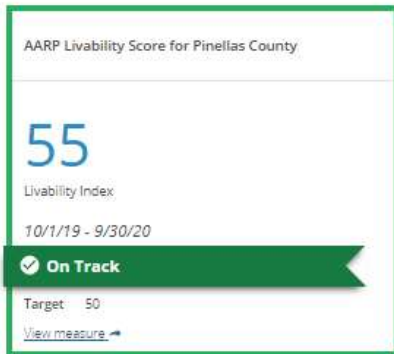 AARP Livability Score for Pinellas County
55
Livability Index
10/1/19 - 9/30/20
On Track
Target 50
View measure